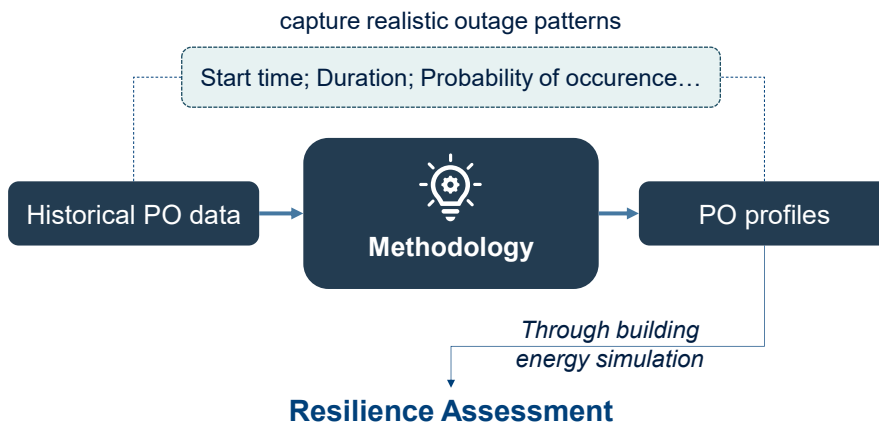 capture realistic outage patterns
Start time; Duration; Probability of occurence…
Historical PO data
Methodology
PO profiles
Through building
energy simulation
Resilience Assessment